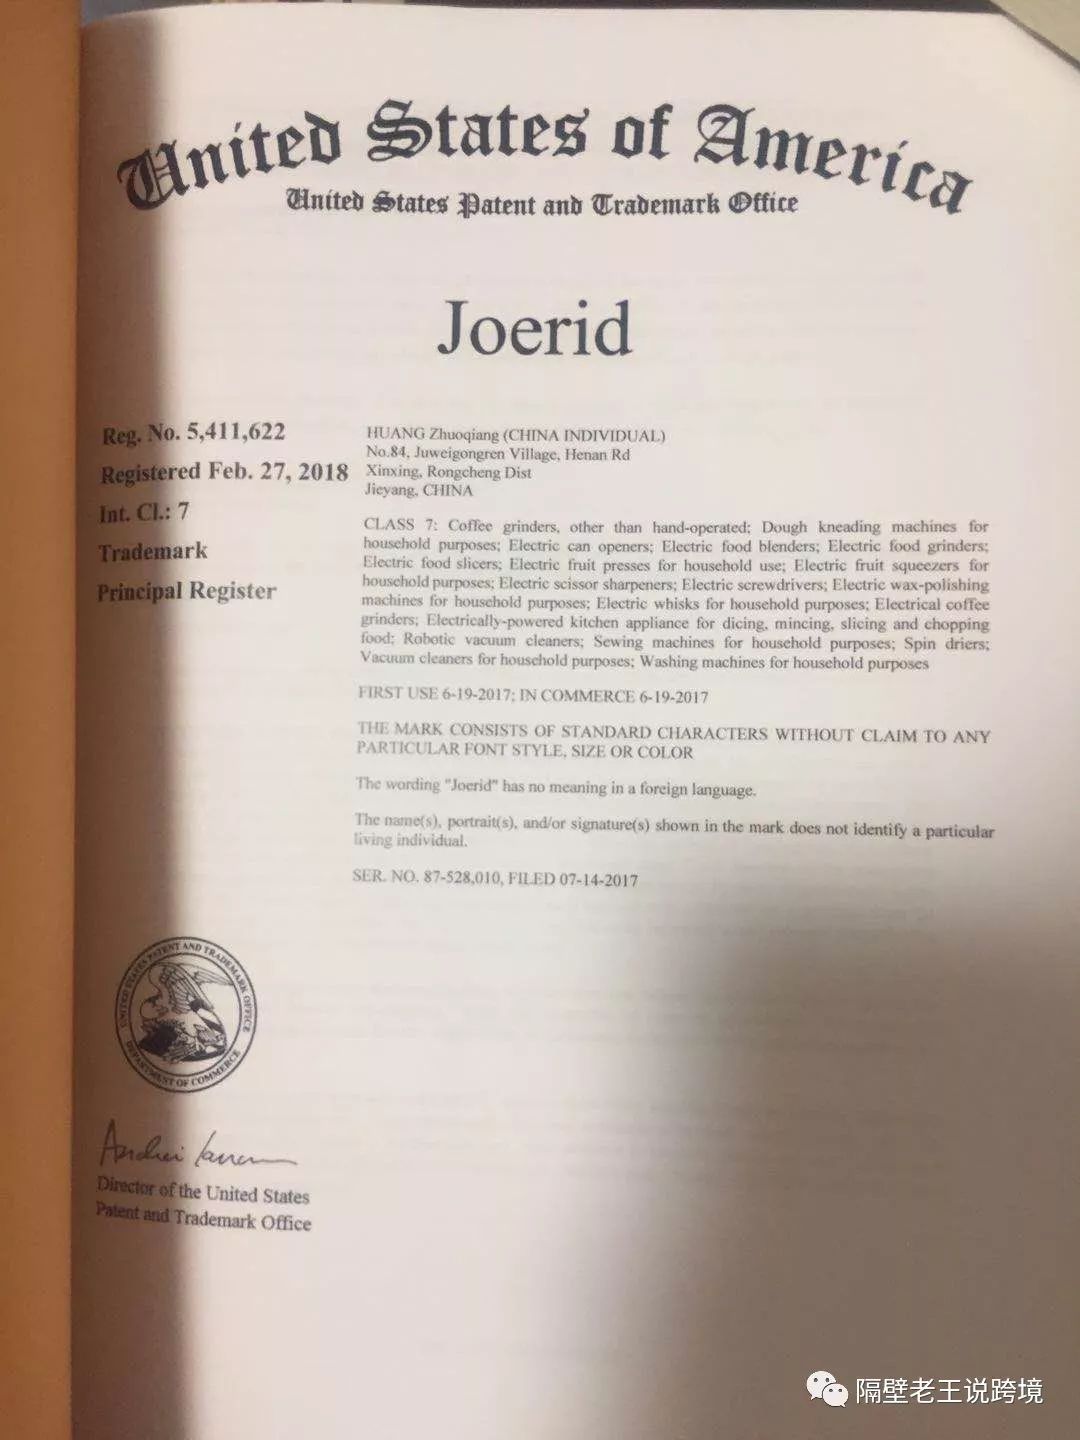 United States of America
United States Patent and Trademark Office
Joerid
Reg. No. 5,411,622
Registered Feb. 27, 2018
Int. Cl.: 7
Trademark
Principal Register
HUANG Zhuoqiang (CHINA INDIVIDUAL)
No.84, Juweigongren Village, Henan Rd
Xinxing, Rongcheng Dist
Jieyang, CHINA
CLASS 7: Coffee grinders, other than hand-operated; Dough kneading machines for
household purposes; Electric can openers; Electric food blenders; Electric food grinders;
Electric food slicers; Electric fruit presses for household use; Electric fruit squeezers for
household purposes; Electric scissor sharpeners; Electric screwdrivers; Electric wax-polishing
machines for household purposes; Electric whisks for household purposes; Electrical coffee
grinders; Electrically-powered kitchen appliance for dicing, mincing, slicing and chopping
food; Robotic vacuum cleaners; Sewing machines for household purposes; Spin driers;
Vacuum cleaners for household purposes; Washing machines for household purposes
FIRST USE 6-19-2017; IN COMMERCE 6-19-2017
THE MARK CONSISTS OF STANDARD CHARACTERS WITHOUT CLAIM TO ANY
PARTICULAR FONT STYLE, SIZE OR COLOR
The wording "Joerid" has no meaning in a foreign language.
The name(s), portrait(s), and/or signature(s) shown in the mark does not identify a particular
living individual.
SER. NO. 87-528,010, FILED 07-14-2017
UNITED STATES PATENT AND TRADEMARK OFFICE
DEPARTMENT OF COMMERCE
Andrei Iancu
Director of the United States
Patent and Trademark Office
隔壁老王说跨境